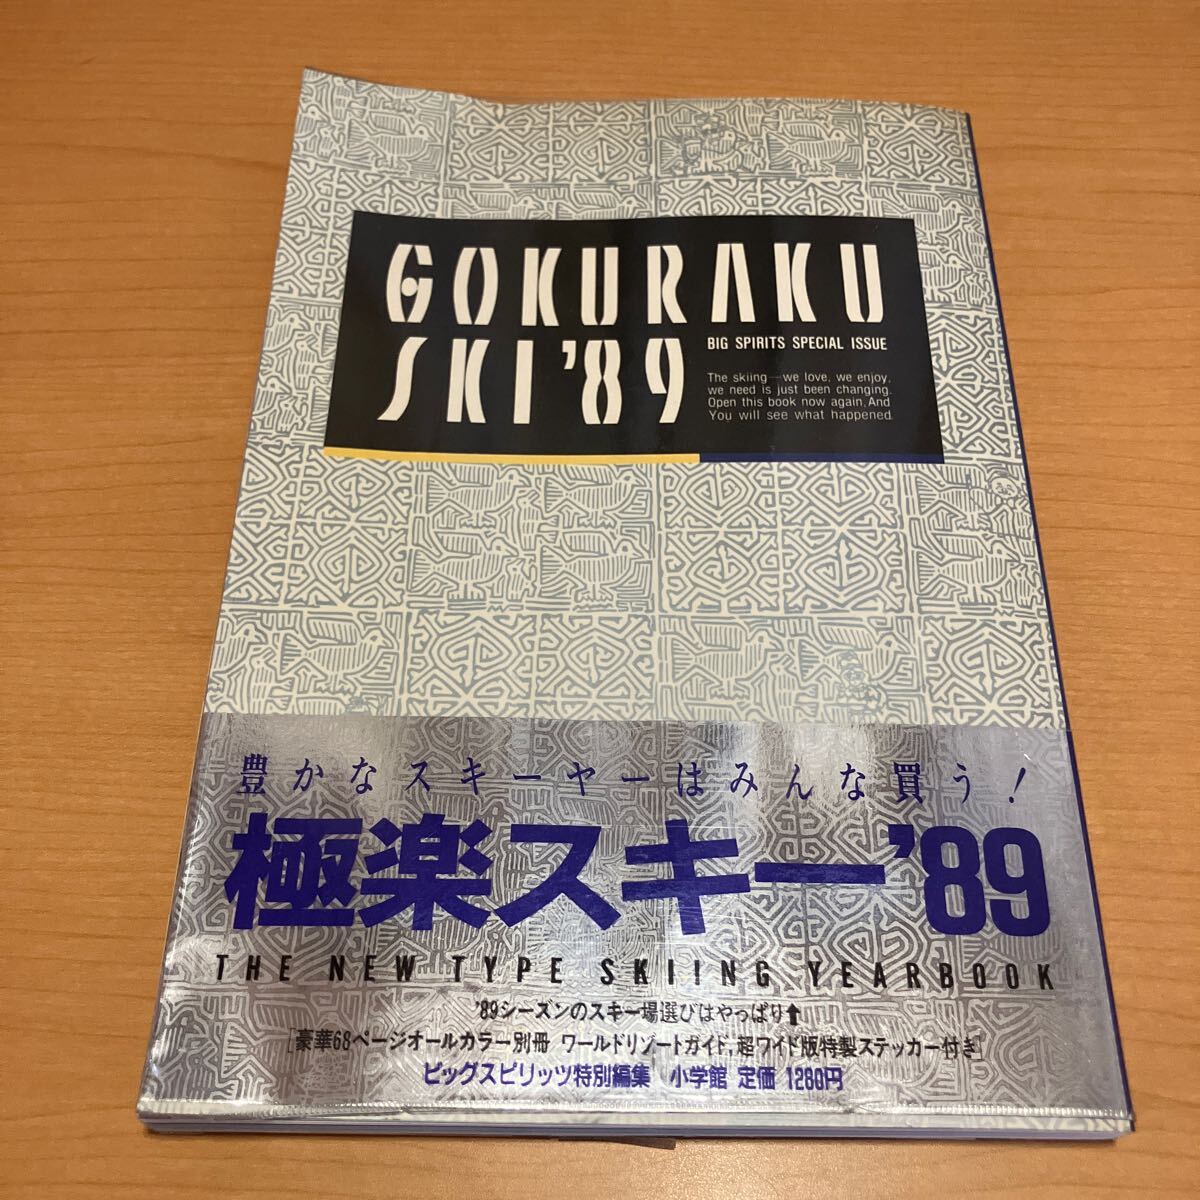 GOKURAKU
SKI '89
BIG SPIRITS SPECIAL ISSUE
The skiing—we love, we enjoy,
we need is just been changing.
Open this book now again, And
You will see what happened.
豊かなスキーヤーはみんな買う!
極楽スキー'89
THE NEW TYPE SKIING YEARBOOK
'89シーズンのスキー場選びはやっぱり⬆
[豪華68ページオールカラー別冊 ワールドリゾートガイド,超ワイド版特製ステッカー付き]
ビッグスピリッツ特別編集 小学館 定価 1280円